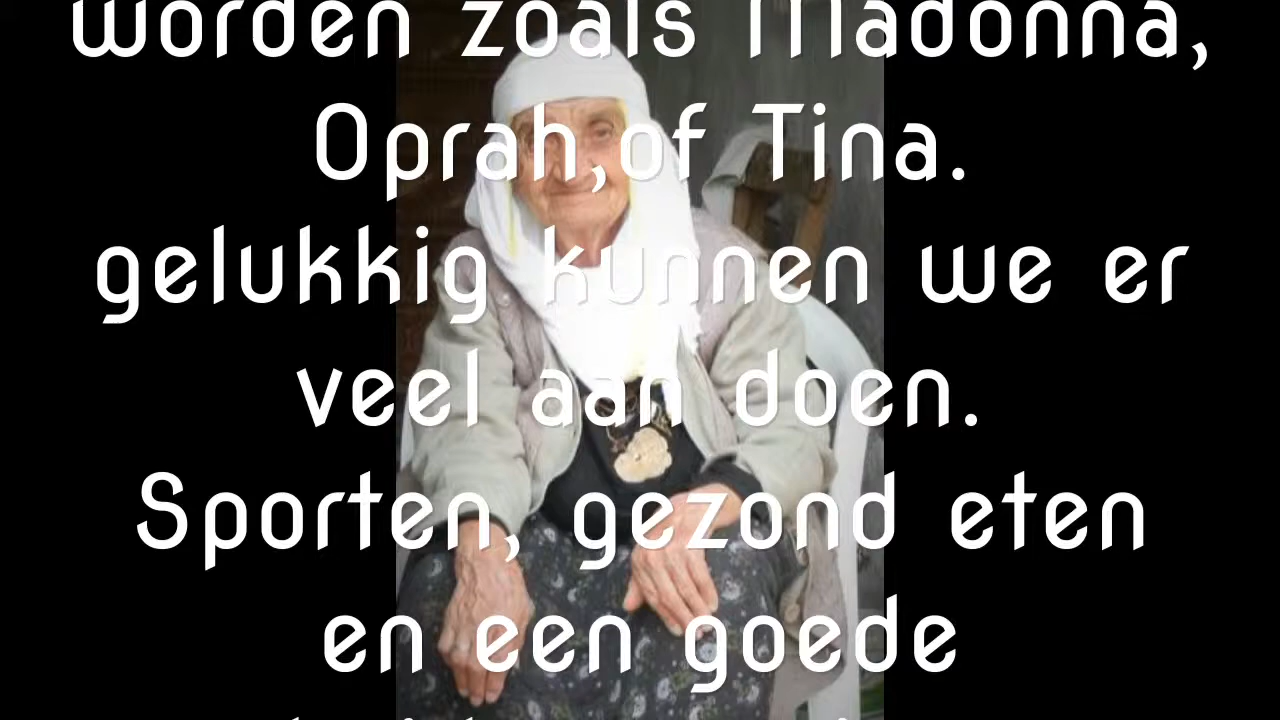 worden zoals Madonna,
Oprah,of Tina.
gelukkig kunnen we er
veel aan doen.
Sporten, gezond eten
en een goede